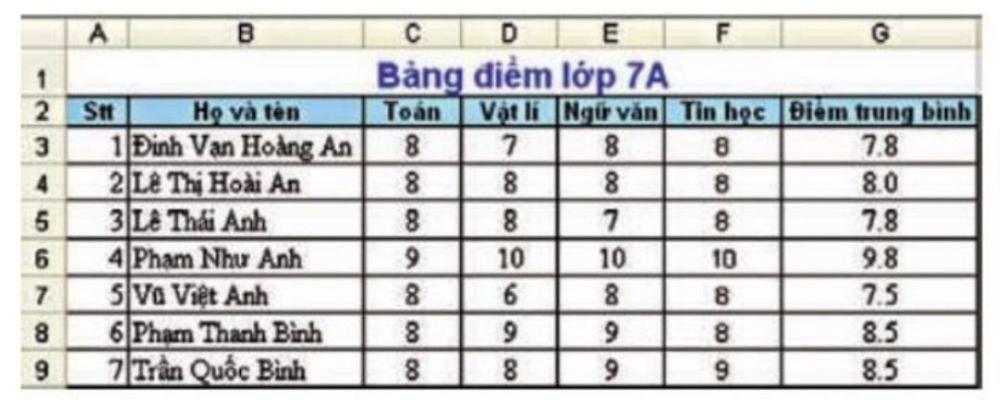 A B C D E F G
1 Bảng điểm lớp 7A
2 Stt Họ và tên Toán Vật lí Ngữ văn Tin học Điểm trung bình
3 1 Đinh Vạn Hoàng An 8 7 8 8 7.8
4 2 Lê Thị Hoài An 8 8 8 8 8.0
5 3 Lê Thái Anh 8 8 7 8 7.8
6 4 Phạm Như Anh 9 10 10 10 9.8
7 5 Vũ Việt Anh 8 6 8 8 7.5
8 6 Phạm Thanh Bình 8 9 9 8 8.5
9 7 Trần Quốc Bình 8 8 9 9 8.5